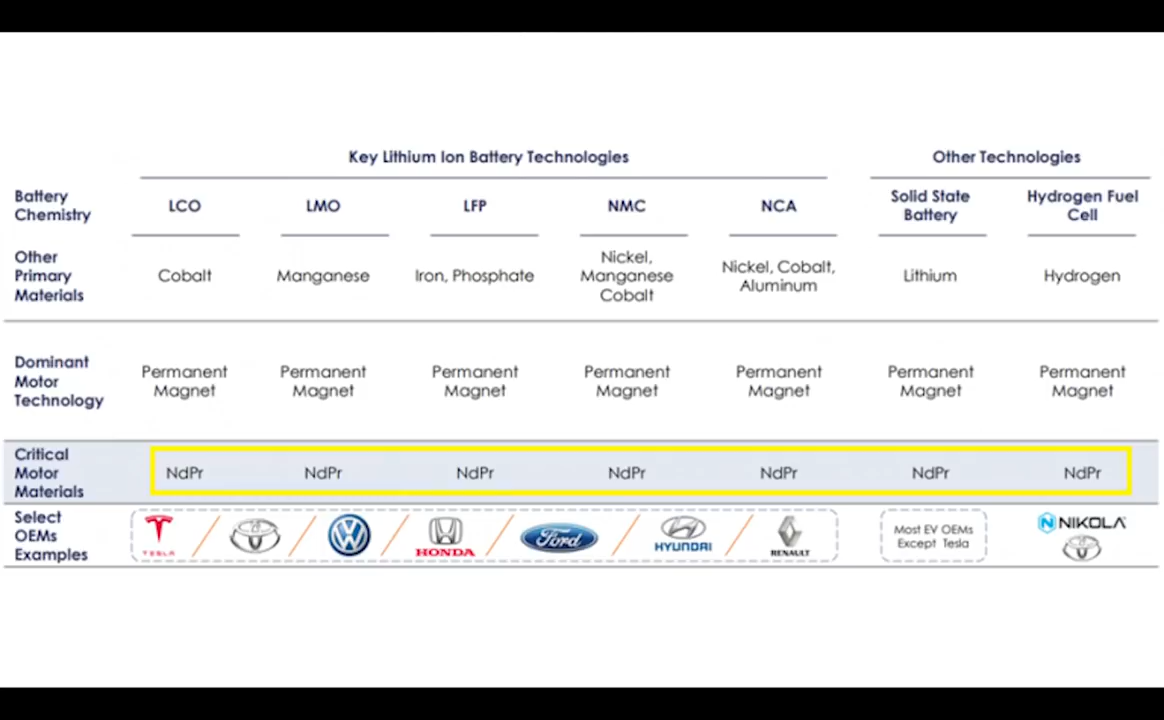 Key Lithium Ion Battery Technologies
Other Technologies
Battery
Chemistry
LCO
LMO
LFP
NMC
NCA
Solid State
Battery
Hydrogen Fuel
Cell
Other
Primary
Materials
Cobalt
Manganese
Iron, Phosphate
Nickel,
Manganese
Cobalt
Nickel, Cobalt,
Aluminum
Lithium
Hydrogen
Dominant
Motor
Technology
Permanent
Magnet
Permanent
Magnet
Permanent
Magnet
Permanent
Magnet
Permanent
Magnet
Permanent
Magnet
Permanent
Magnet
Critical
Motor
Materials
NdPr
NdPr
NdPr
NdPr
NdPr
NdPr
NdPr
Select
OEMs
Examples
TESLA
HONDA
Ford
HYUNDAI
RENAULT
Most EV OEMs
Except Tesla
NIKOLA